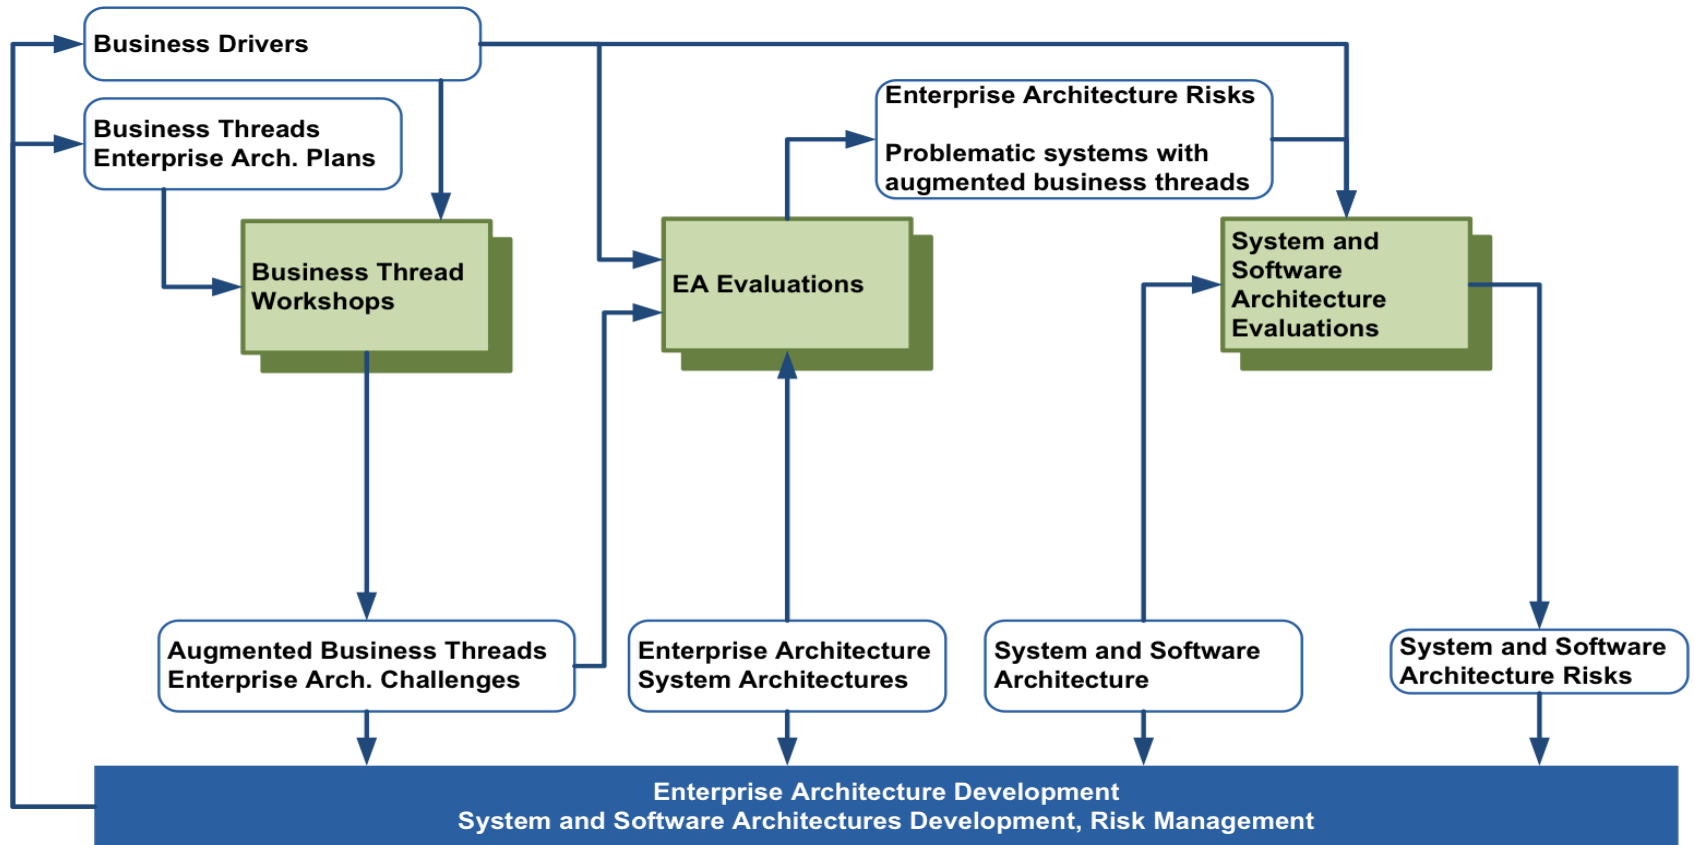 Business Drivers
Business Threads
Enterprise Arch. Plans
Enterprise Architecture Risks
Problematic systems with
augmented business threads
Business Thread
Workshops
EA Evaluations
System and
Software
Architecture
Evaluations
Augmented Business Threads
Enterprise Arch. Challenges
Enterprise Architecture
System Architectures
System and Software
Architecture
System and Software
Architecture Risks
Enterprise Architecture Development
System and Software Architectures Development, Risk Management